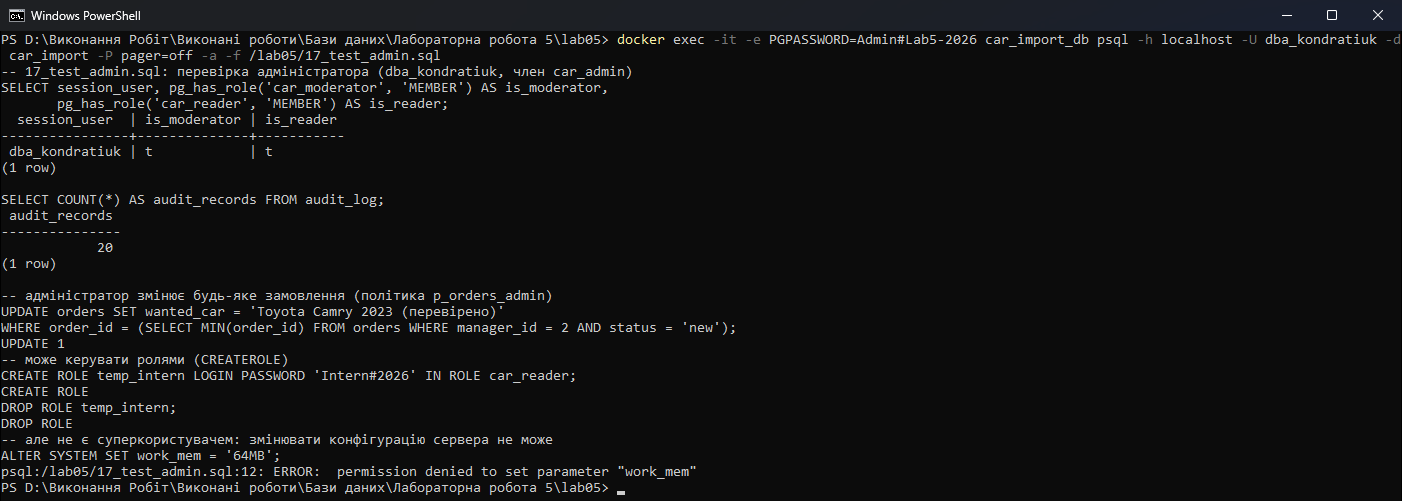 Windows PowerShell
PS D:\Виконання Робіт\Виконані роботи\Бази даних\Лабораторна робота 5\lab05> docker exec -it -e PGPASSWORD=Admin#Lab5-2026 car_import_db psql -h localhost -U dba_kondratiuk -d
 car_import -P pager=off -a -f /lab05/17_test_admin.sql
-- 17_test_admin.sql: перевірка адміністратора (dba_kondratiuk, член car_admin)
SELECT session_user, pg_has_role('car_moderator', 'MEMBER') AS is_moderator,
       pg_has_role('car_reader', 'MEMBER') AS is_reader;
  session_user  | is_moderator | is_reader
----------------+--------------+-----------
 dba_kondratiuk | t            | t
(1 row)

SELECT COUNT(*) AS audit_records FROM audit_log;
 audit_records
---------------
            20
(1 row)

-- адміністратор змінює будь-яке замовлення (політика p_orders_admin)
UPDATE orders SET wanted_car = 'Toyota Camry 2023 (перевірено)'
WHERE order_id = (SELECT MIN(order_id) FROM orders WHERE manager_id = 2 AND status = 'new');
UPDATE 1
-- може керувати ролями (CREATEROLE)
CREATE ROLE temp_intern LOGIN PASSWORD 'Intern#2026' IN ROLE car_reader;
CREATE ROLE
DROP ROLE temp_intern;
DROP ROLE
-- але не є суперкористувачем: змінювати конфігурацію сервера не може
ALTER SYSTEM SET work_mem = '64MB';
psql:/lab05/17_test_admin.sql:12: ERROR:  permission denied to set parameter "work_mem"
PS D:\Виконання Робіт\Виконані роботи\Бази даних\Лабораторна робота 5\lab05>